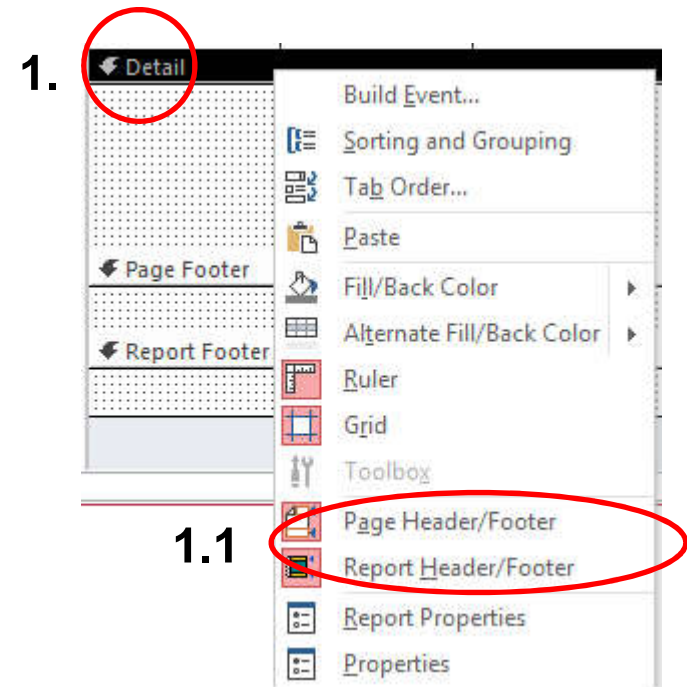 1.
Detail
Build Event...
Sorting and Grouping
Tab Order...
Paste
Page Footer
Fill/Back Color
Alternate Fill/Back Color
Report Footer
Ruler
Grid
Toolbox
1.1
Page Header/Footer
Report Header/Footer
Report Properties
Properties